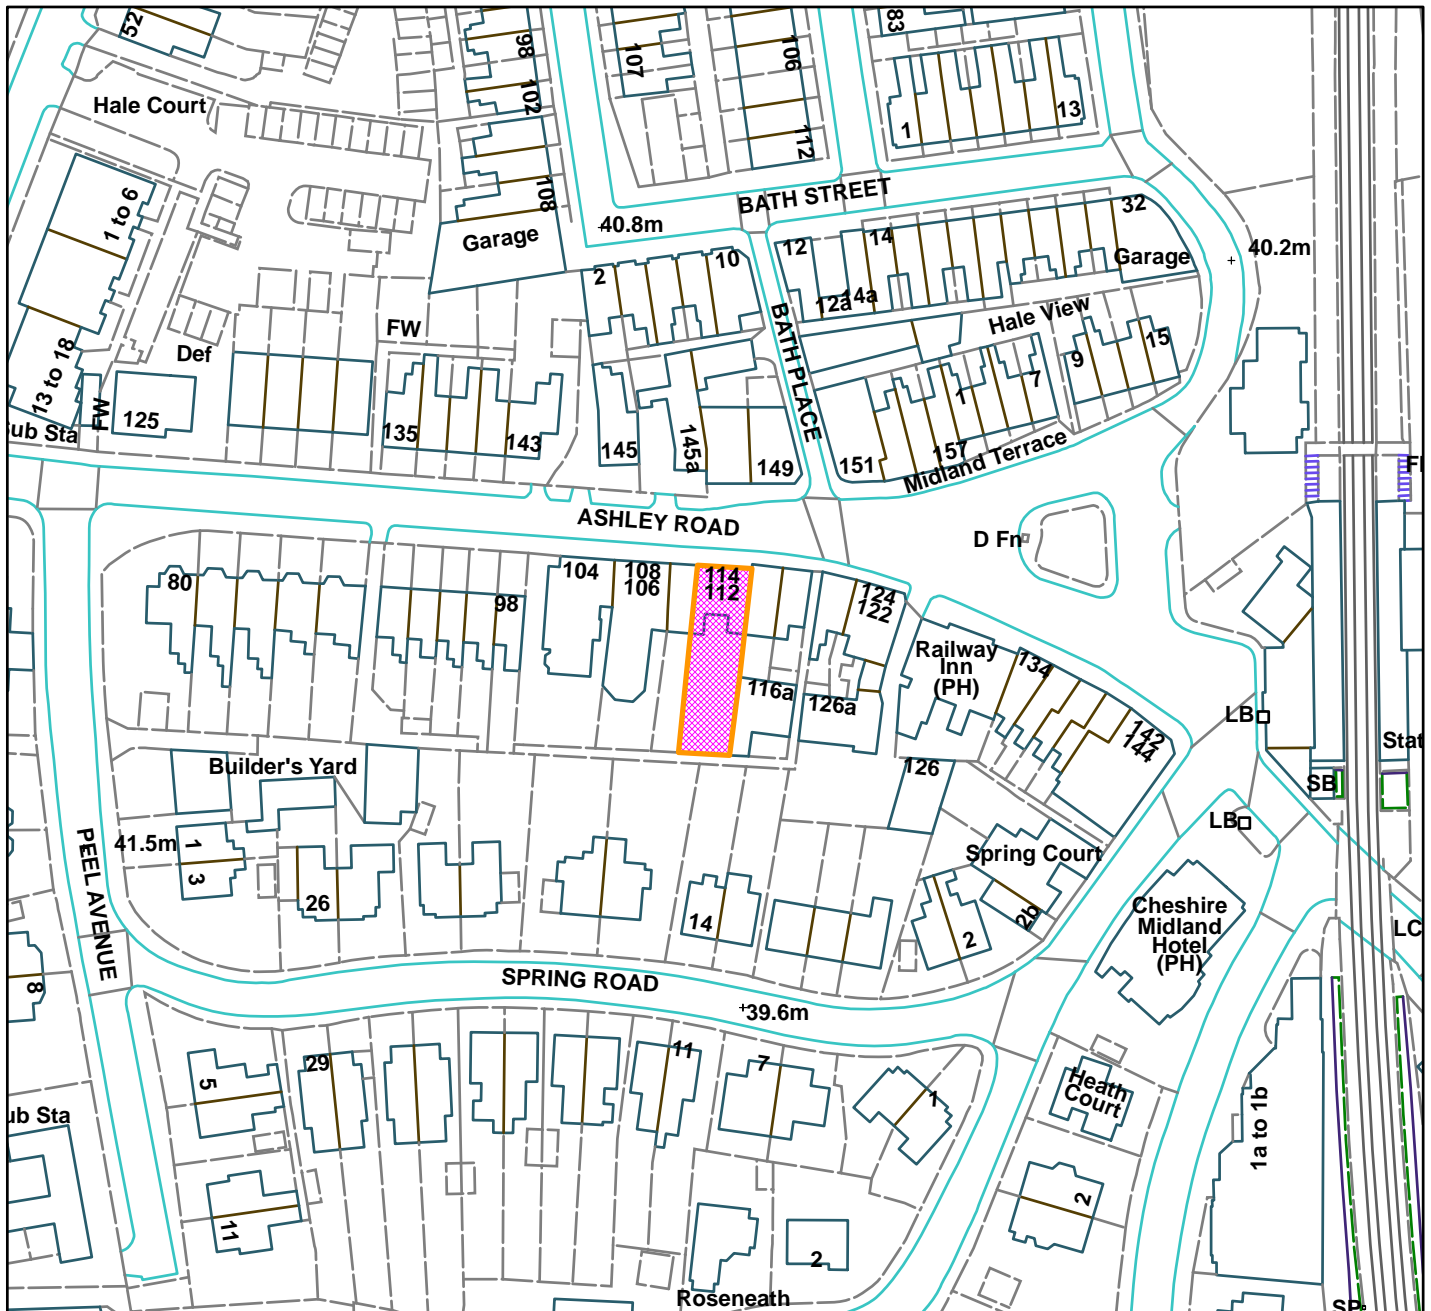 52
98
107
106
83
Hale Court
102
1
13
112
1 to 6
108
BATH STREET
32
40.8m
Garage
12
14
Garage
40.2m
2
10
12a
14a
Hale View
FW
BATH PLACE
Def
9
15
13 to 18
7
1
FW
125
135
143
145
145a
149
151
157
Midland Terrace
ub Sta
ASHLEY ROAD
D Fn
80
98
104
108
106
114
112
124
122
Railway
Inn
(PH)
134
116a
126a
LB
142
144
Stat
126
Builder's Yard
SB
LB
PEEL AVENUE
41.5m
1
3
Spring Court
26
14
2
2b
Cheshire
Midland
Hotel
(PH)
LC
8
SPRING ROAD
39.6m
5
29
11
7
1
Heath
Court
ub Sta
1a to 1b
11
2
2
Roseneath
SP